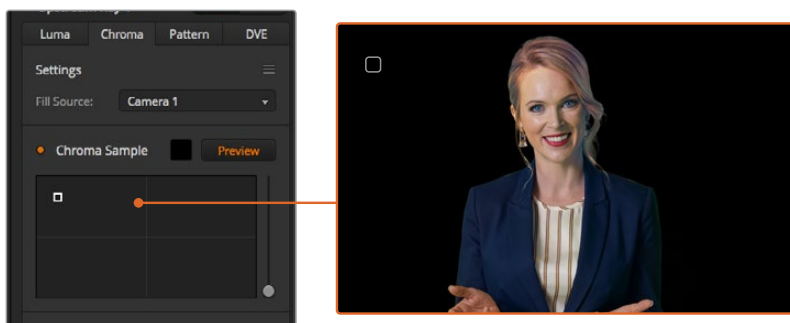 Luma Chroma Pattern DVE
Settings
Fill Source: Camera 1
Chroma Sample Preview